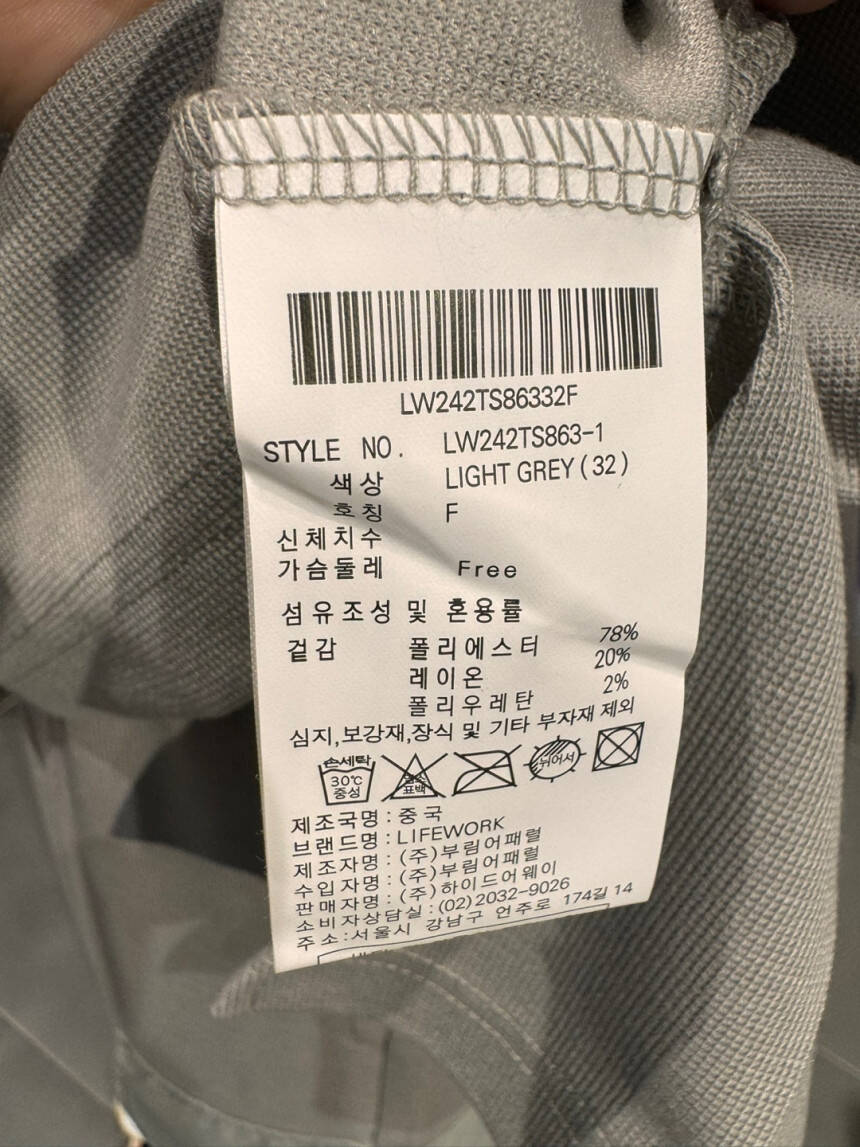 LW242TS86332F
STYLE NO. LW242TS863-1
색상 LIGHT GREY(32)
호칭 F
신체치수
가슴둘레 Free
섬유조성 및 혼용률
겉감 폴리에스터 78%
레이온 20%
폴리우레탄 2%
심지,보강재,장식 및 기타 부자재 제외
손세탁
30℃ 표백 뉘어서
중성
제조국명:중국
브랜드명:LIFEWORK
제조자명:(주)부림어패럴
수입자명:(주)부림어패럴
판매자명:(주)하이드어웨이
소비자상담실:(02)2032-9026
주소:서울시 강남구 언주로 174길 14